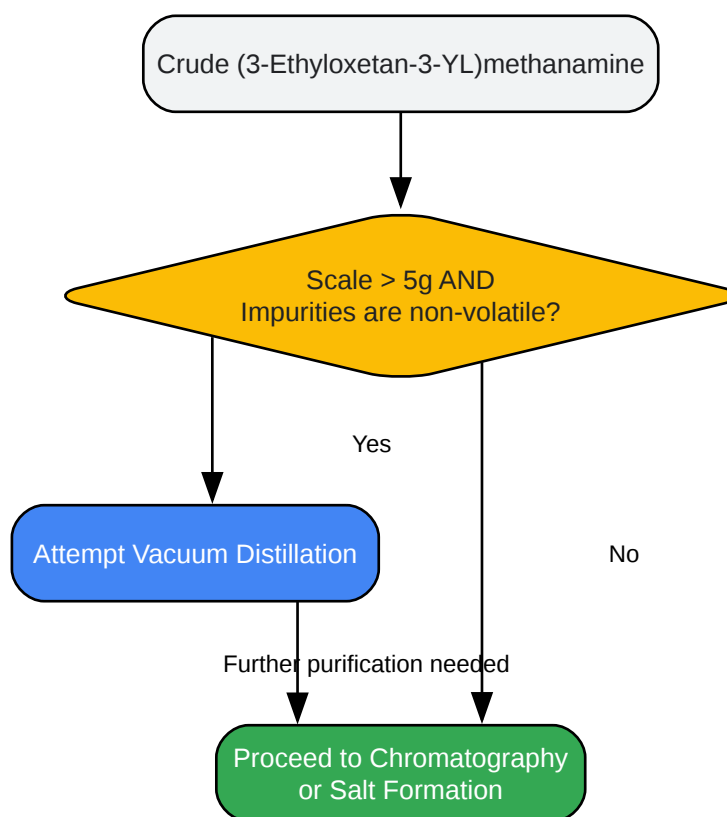 Crude (3-Ethyloxetan-3-YL)methanamine
Scale > 5g AND
Impurities are non-volatile?
Yes
Attempt Vacuum Distillation
No
Further purification needed
Proceed to Chromatography
or Salt Formation